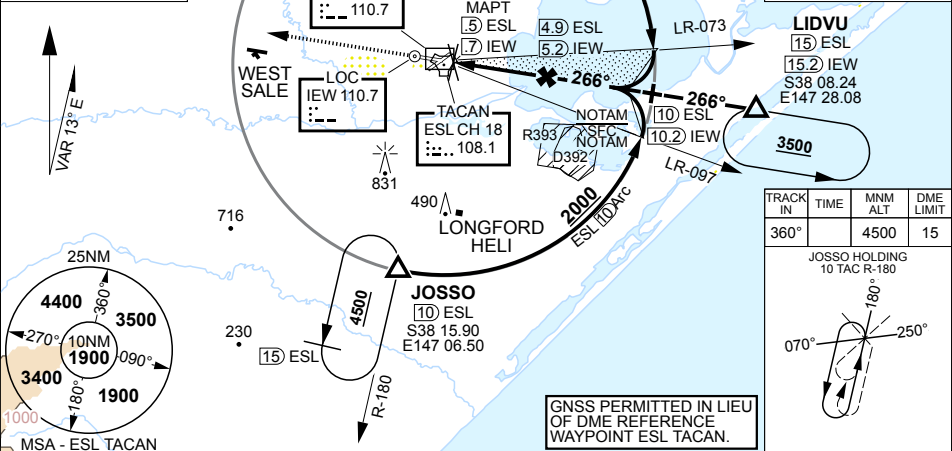 110.7
MAPT
.5 ESL
.7 IEW
4.9 ESL
5.2 IEW
LR-073
LIDVU
15 ESL
15.2 IEW
S38 08.24
E147 28.08
WEST
SALE
LOC
IEW 110.7
266°
266°
TACAN
ESL CH 18
108.1
NOTAM
SEC
NOTAM
R393
D392
10 ESL
10.2 IEW
LR-097
3500
VAR 13° E
831
490
LONGFORD
HELI
2000
ESL 10 Arc
716
TRACK
IN
TIME
MNM
ALT
DME
LIMIT
360°
4500
15
JOSSO HOLDING
10 TAC R-180
180°
070°
250°
25NM
4400
360°
3500
270°
10NM
1900
090°
3400
180°
1900
1000
MSA - ESL TACAN
230
15 ESL
4500
JOSSO
10 ESL
S38 15.90
E147 06.50
R-180
GNSS PERMITTED IN LIEU
OF DME REFERENCE
WAYPOINT ESL TACAN.